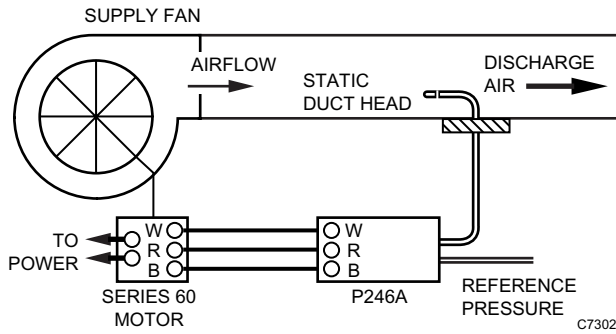 SUPPLY FAN
AIRFLOW
STATIC
DUCT HEAD
DISCHARGE
AIR
TO
POWER
W
R
B
W
R
B
SERIES 60
MOTOR
P246A
REFERENCE
PRESSURE
C7302